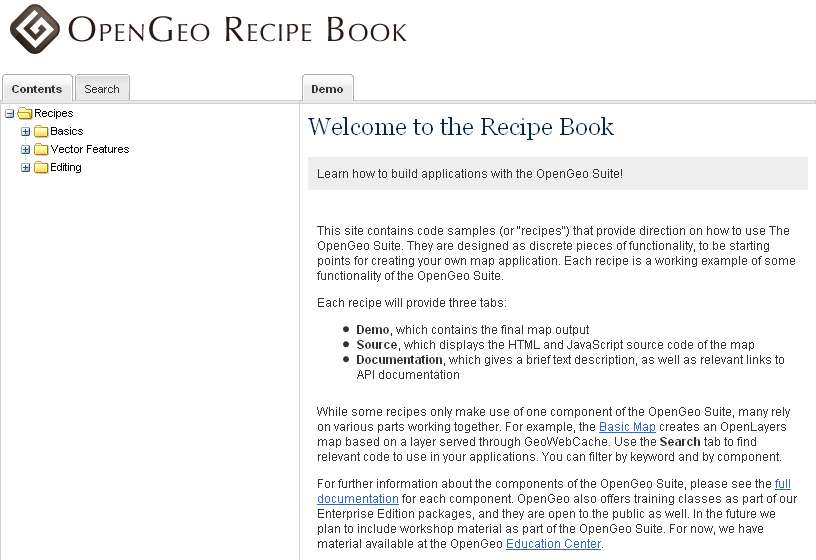 OpenGeo Recipe Book
Contents
Search
Demo
Recipes
Basics
Vector Features
Editing
Welcome to the Recipe Book
Learn how to build applications with the OpenGeo Suite!
This site contains code samples (or "recipes") that provide direction on how to use The
OpenGeo Suite. They are designed as discrete pieces of functionality, to be starting
points for creating your own map application. Each recipe is a working example of some
functionality of the OpenGeo Suite.
Each recipe will provide three tabs:
● Demo, which contains the final map output
● Source, which displays the HTML and JavaScript source code of the map
● Documentation, which gives a brief text description, as well as relevant links to
API documentation
While some recipes only make use of one component of the OpenGeo Suite, many rely
on various parts working together. For example, the Basic Map creates an OpenLayers
map based on a layer served through GeoWebCache. Use the Search tab to find
relevant code to use in your applications. You can filter by keyword and by component.
For further information about the components of the OpenGeo Suite, please see the full
documentation for each component. OpenGeo also offers training classes as part of our
Enterprise Edition packages, and they are open to the public as well. In the future we
plan to include workshop material as part of the OpenGeo Suite. For now, we have
material available at the OpenGeo Education Center.